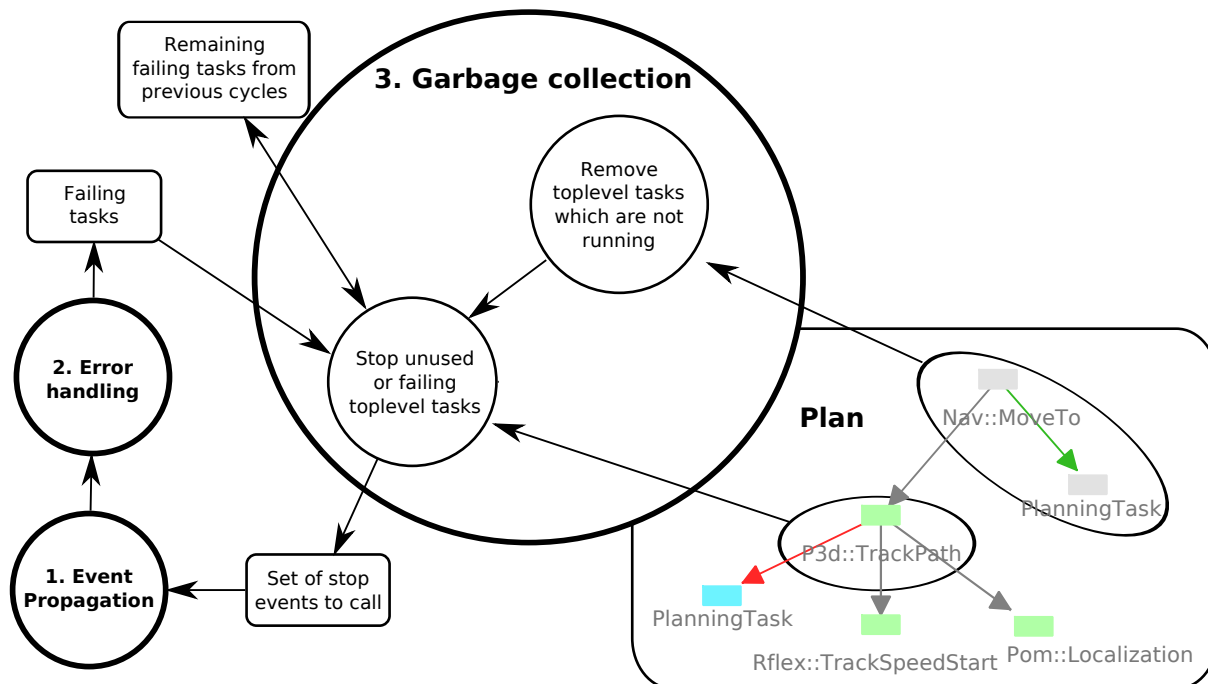 Remaining
failing tasks from
previous cycles
3. Garbage collection
Remove
toplevel tasks
which are not
running
Failing
tasks
2. Error
handling
Stop unused
or failing
toplevel tasks
1. Event
Propagation
Set of stop
events to call
Plan
Nav::MoveTo
PlanningTask
P3d::TrackPath
PlanningTask
Rflex::TrackSpeedStart
Pom::Localization